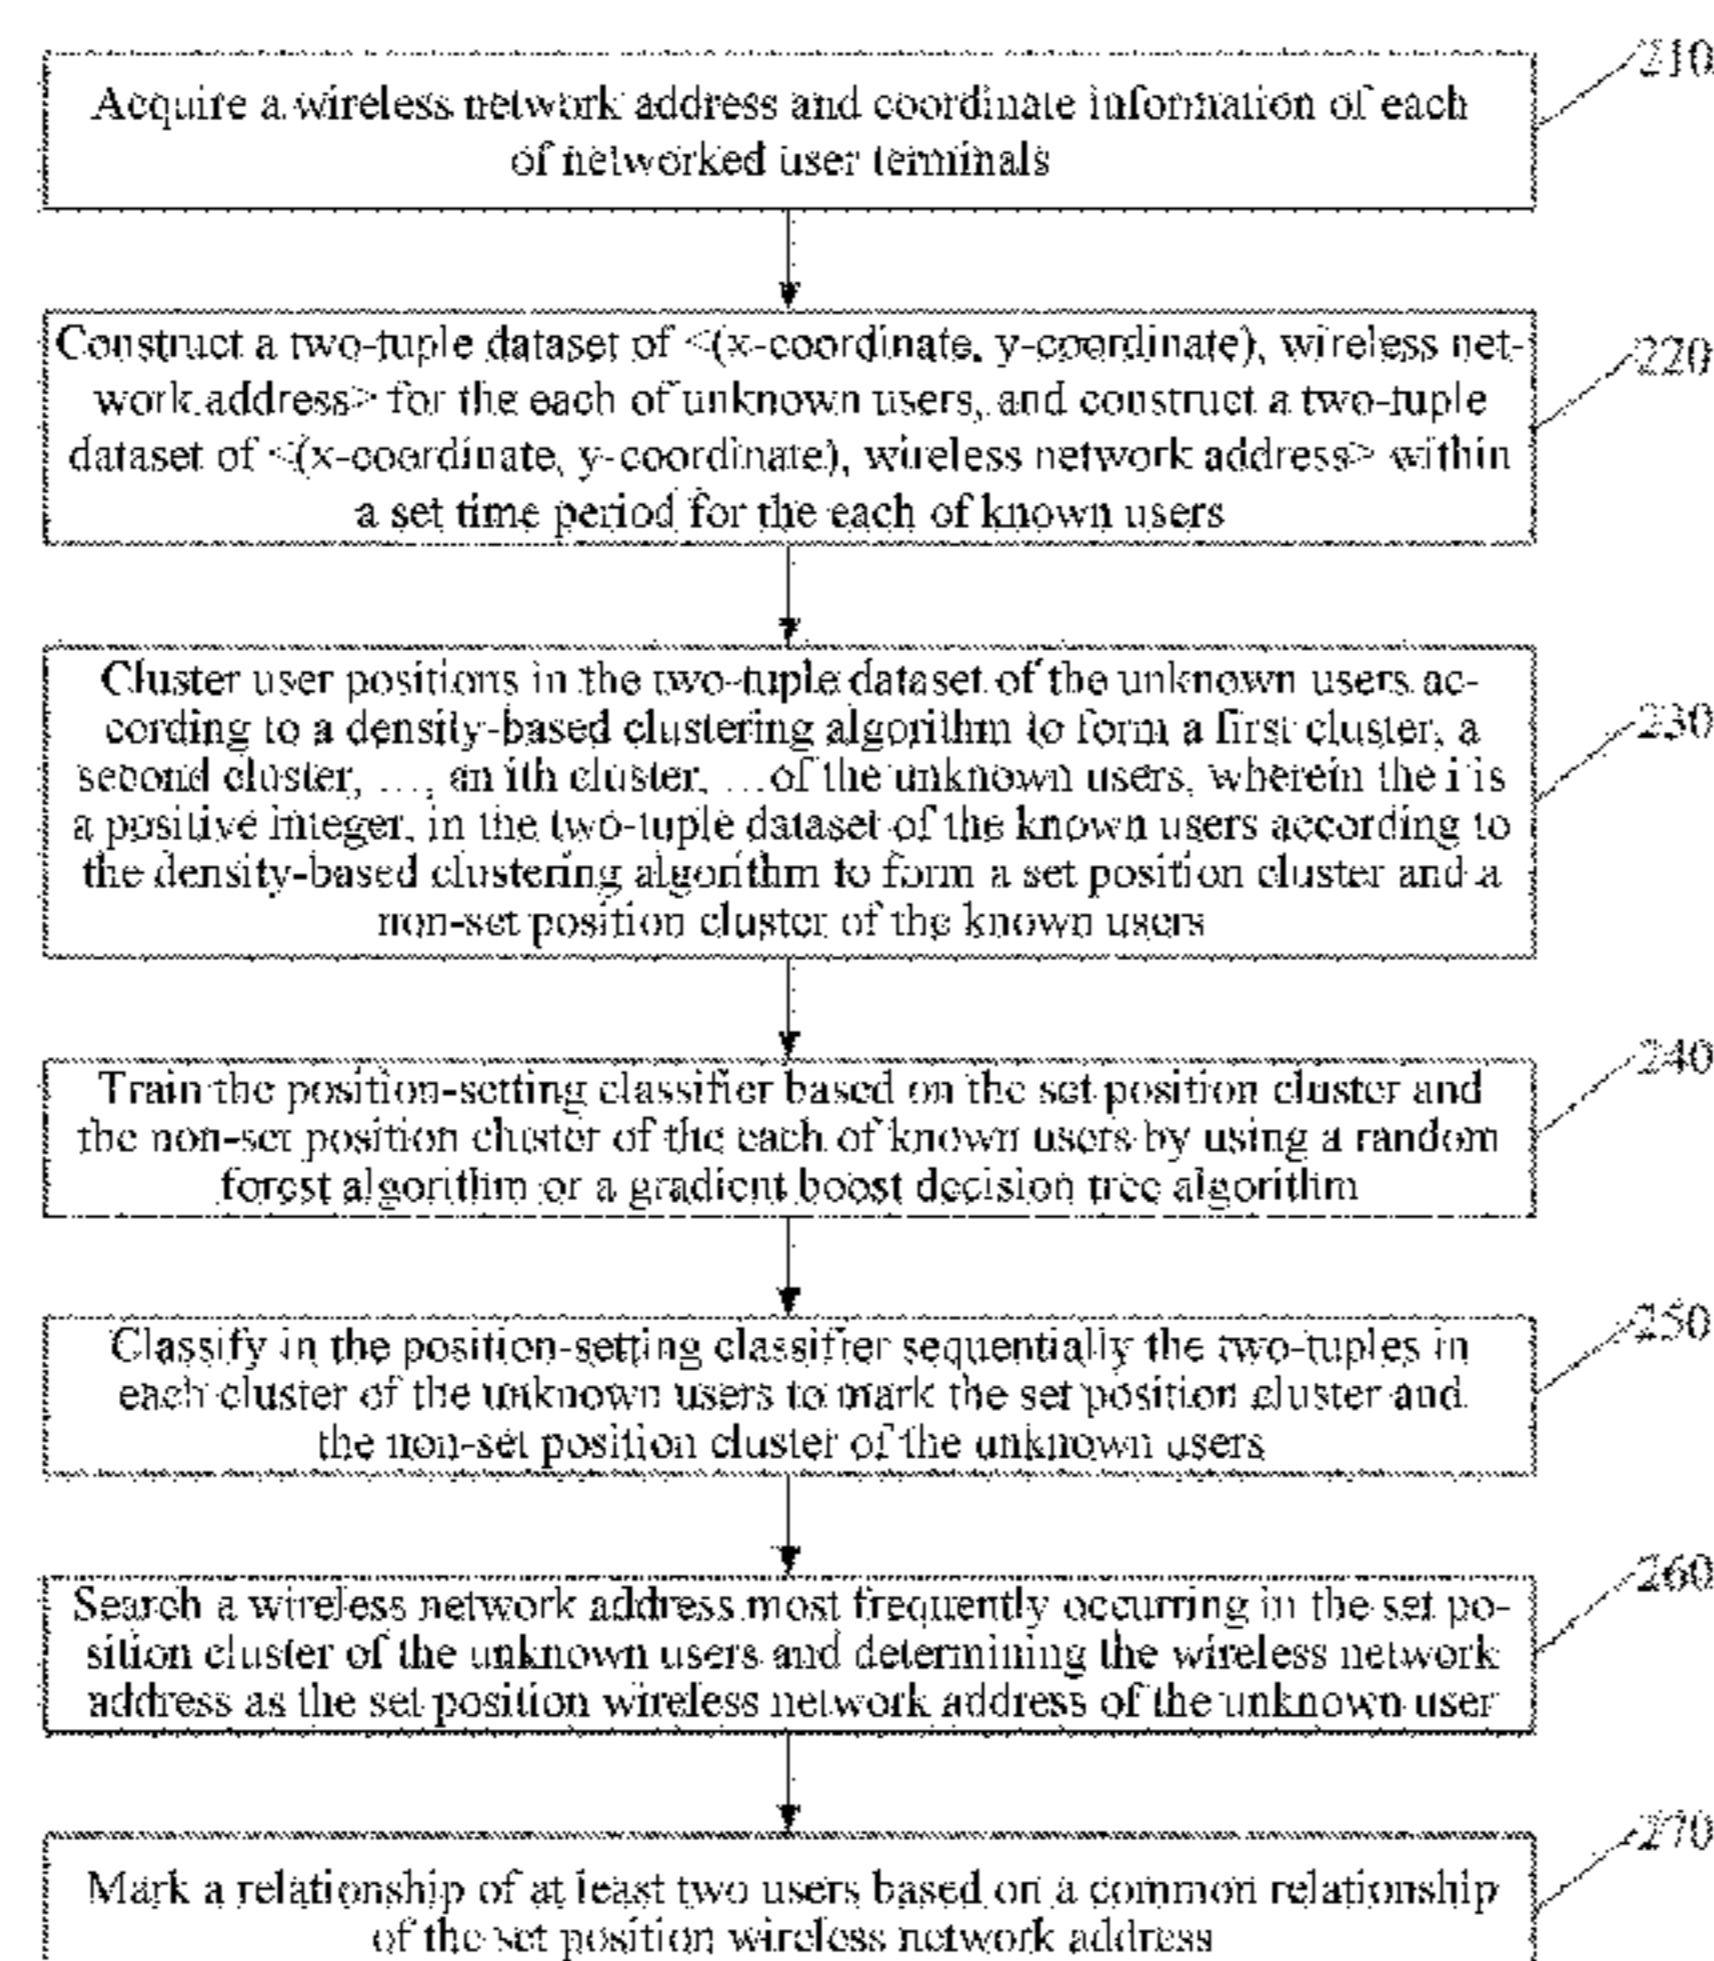 210
Acquire a wireless network address and coordinate information of each
of networked user terminals
Construct a two-tuple dataset of <(x-coordinate, y-coordinate), wireless net-
work address> for the each of unknown users, and construct a two-tuple
dataset of <(x-coordinate, y-coordinate), wireless network address> within
a set time period for the each of known users
220
Cluster user positions in the two-tuple dataset of the unknown users ac-
cording to a density-based clustering algorithm to form a first cluster, a
second cluster, ..., an ith cluster, ...of the unknown users, wherein the i is
a positive integer, in the two-tuple dataset of the known users according to
the density-based clustering algorithm to form a set position cluster and a
non-set position cluster of the known users
230
Train the position-setting classifier based on the set position cluster and
the non-set position cluster of the each of known users by using a random
forest algorithm or a gradient boost decision tree algorithm
240
Classify in the position-setting classifier sequentially the two-tuples in
each cluster of the unknown users to mark the set position cluster and
the non-set position cluster of the unknown users
250
Search a wireless network address most frequently occurring in the set po-
sition cluster of the unknown users and determining the wireless network
address as the set position wireless network address of the unknown user
260
Mark a relationship of at least two users based on a common relationship
of the set position wireless network address
270